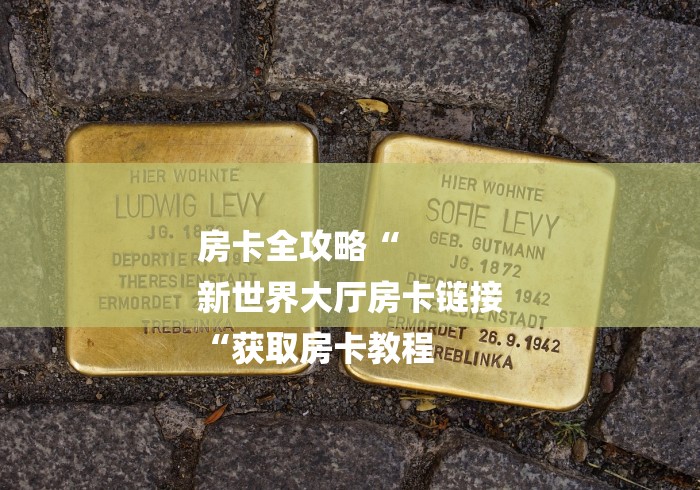 HIER WOHNTE
LUDWIG LEVY
JG.
DEPORTIERT
THERESIENSTADT
ERMORDET
TREBLINKA
HIER WOHNTE
SOFIE LEVY
GEB. GUTMANN
JG. 1872
1942
ERMORDET 26.9.1942
TREBLINKA
房卡全攻略“
新世界大厅房卡链接
“获取房卡教程